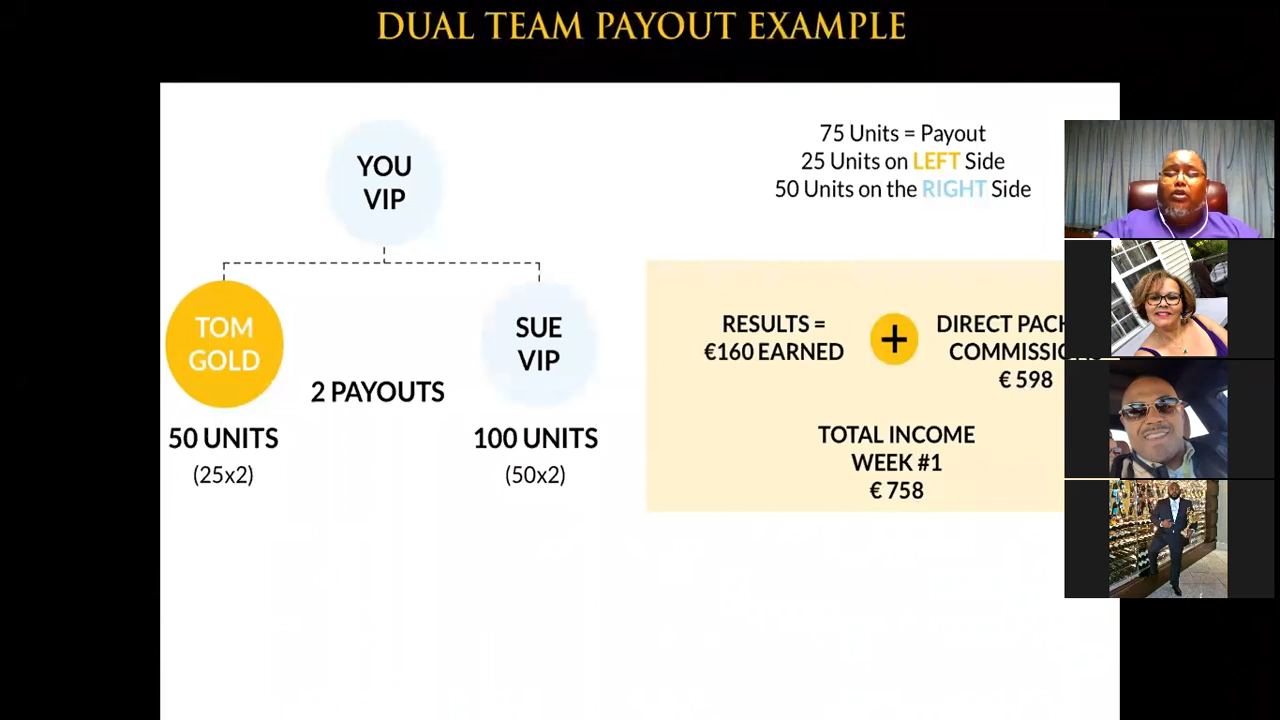 DUAL TEAM PAYOUT EXAMPLE
YOU
VIP
75 Units = Payout
25 Units on LEFT Side
50 Units on the RIGHT Side
TOM
GOLD
SUE
VIP
2 PAYOUTS
50 UNITS
(25x2)
100 UNITS
(50x2)
RESULTS =
€160 EARNED
+
DIRECT
COMMISSIONS
€ 598
TOTAL INCOME
WEEK #1
€ 758